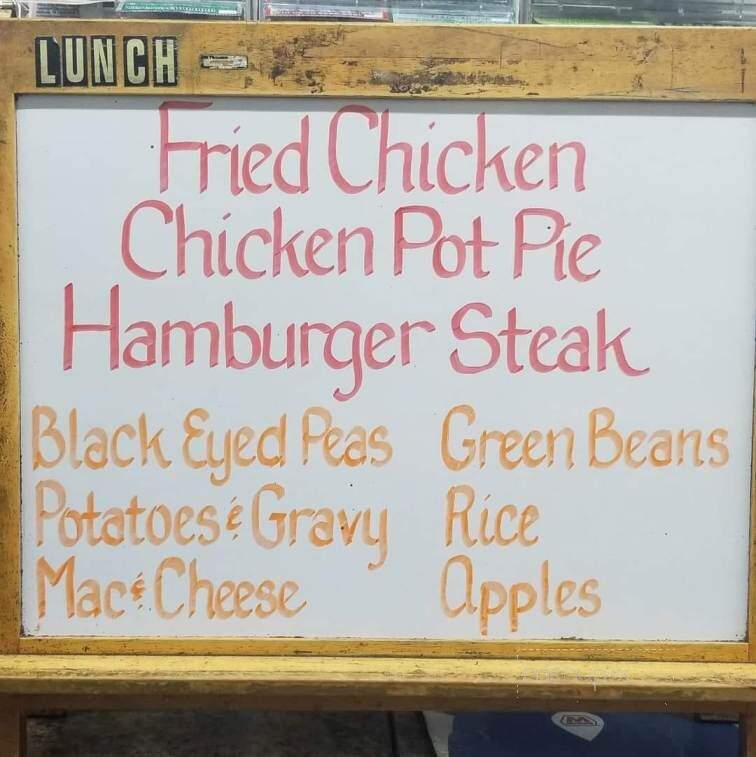 LUNCH
Fried Chicken
Chicken Pot Pie
Hamburger Steak
Black Eyed Peas Green Beans
Potatoes & Gravy Rice
Mac & Cheese Apples